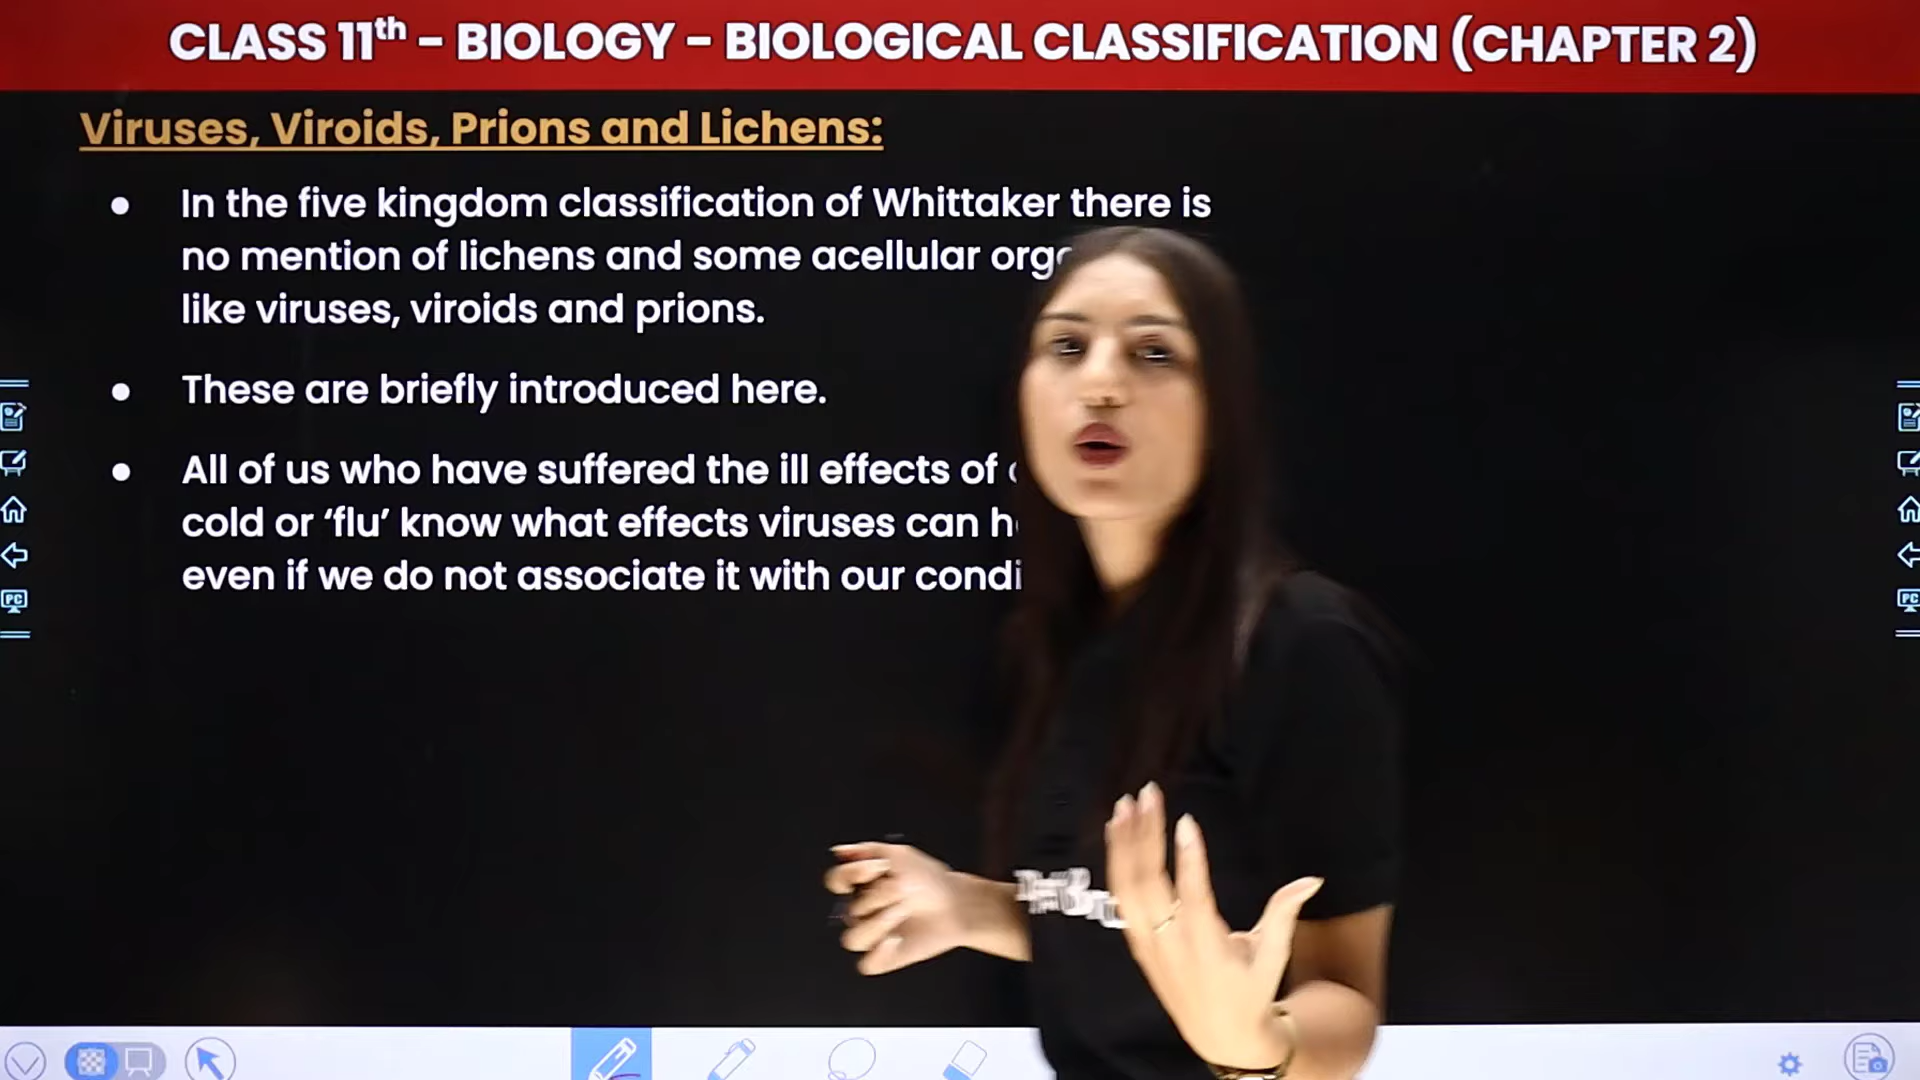 CLASS 11th – BIOLOGY – BIOLOGICAL CLASSIFICATION (CHAPTER 2)
Viruses, Viroids, Prions and Lichens:
● In the five kingdom classification of Whittaker there is
no mention of lichens and some acellular
like viruses, viroids and prions.
● These are briefly introduced here.
● All of us who have suffered the ill effects of
cold or ‘flu’ know what effects viruses can
even if we do not associate it with our
PC
PC